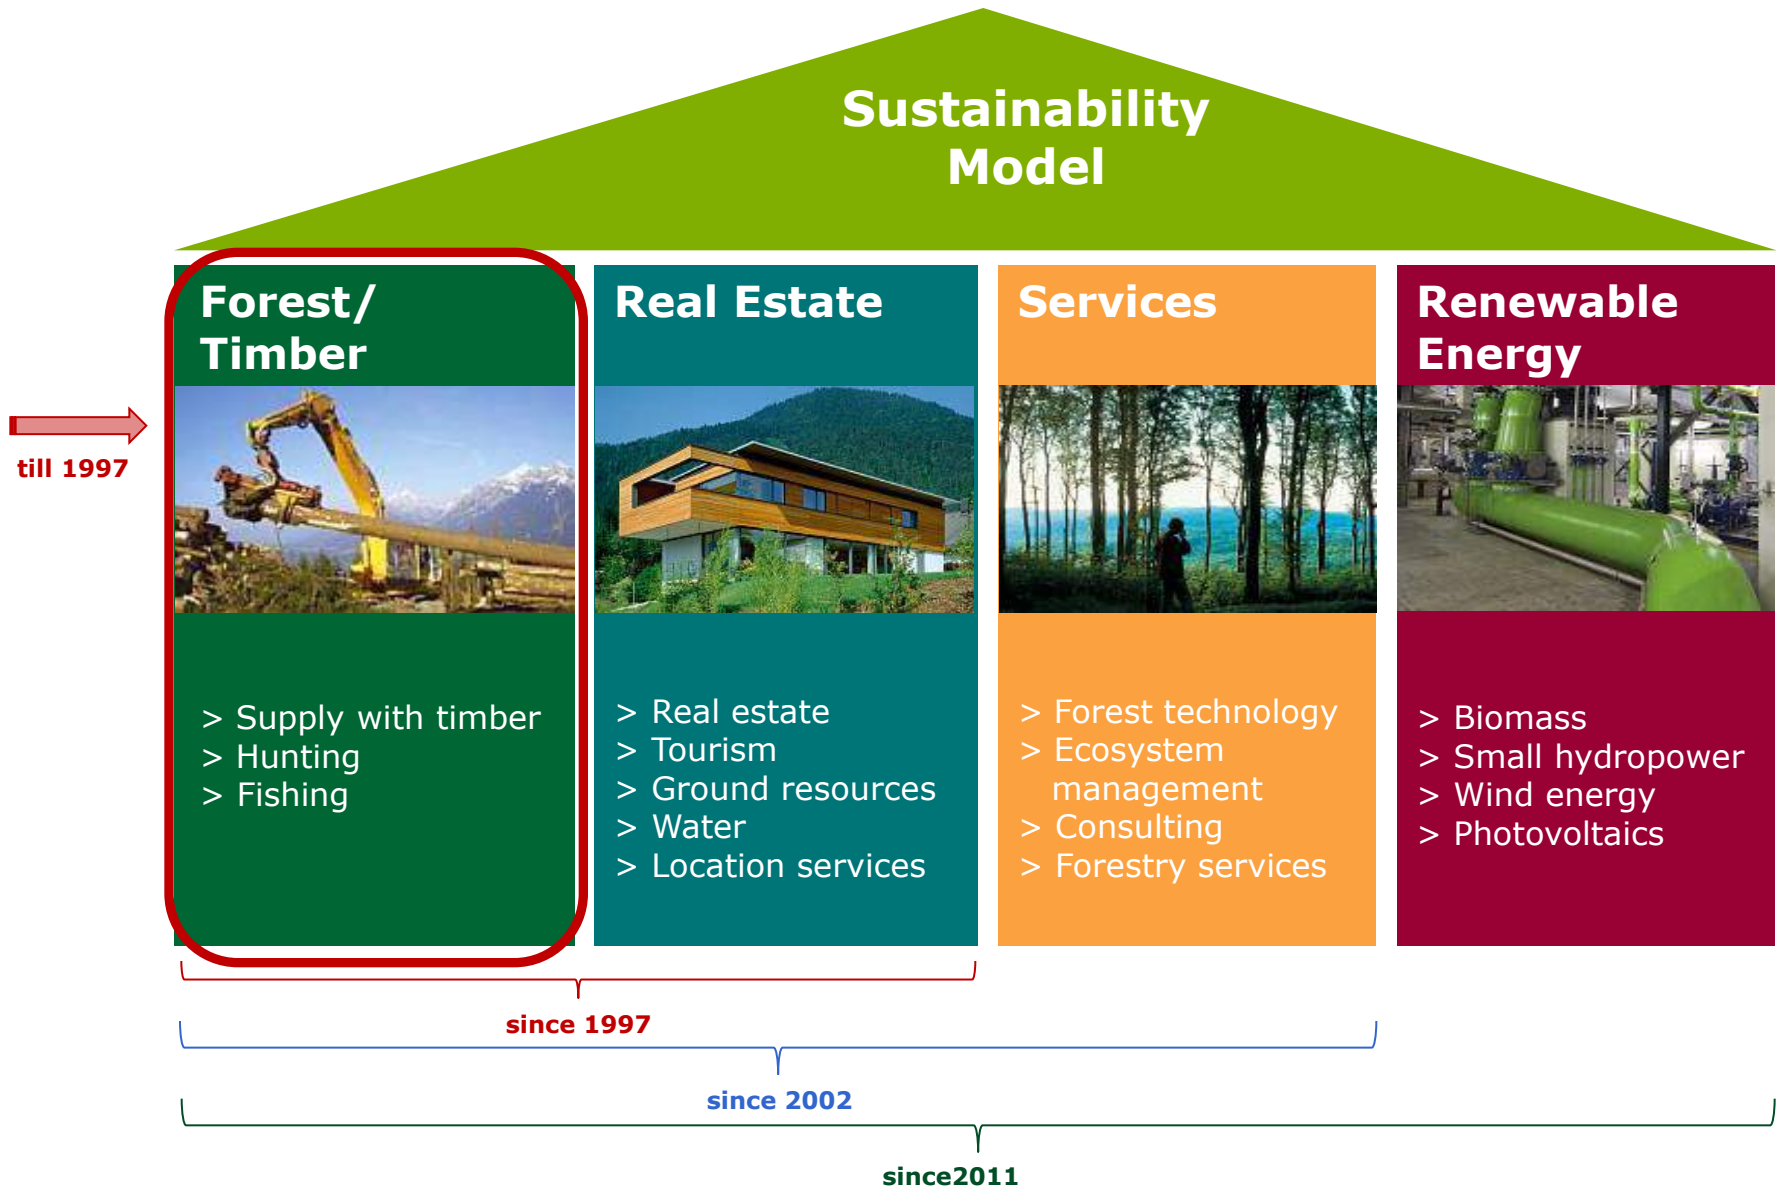 Sustainability
Model
Forest/
Timber
Real Estate
Services
Renewable
Energy
till 1997
> Supply with timber
> Hunting
> Fishing
> Real estate
> Tourism
> Ground resources
> Water
> Location services
> Forest technology
> Ecosystem
management
> Consulting
> Forestry services
> Biomass
> Small hydropower
> Wind energy
> Photovoltaics
since 1997
since 2002
since2011